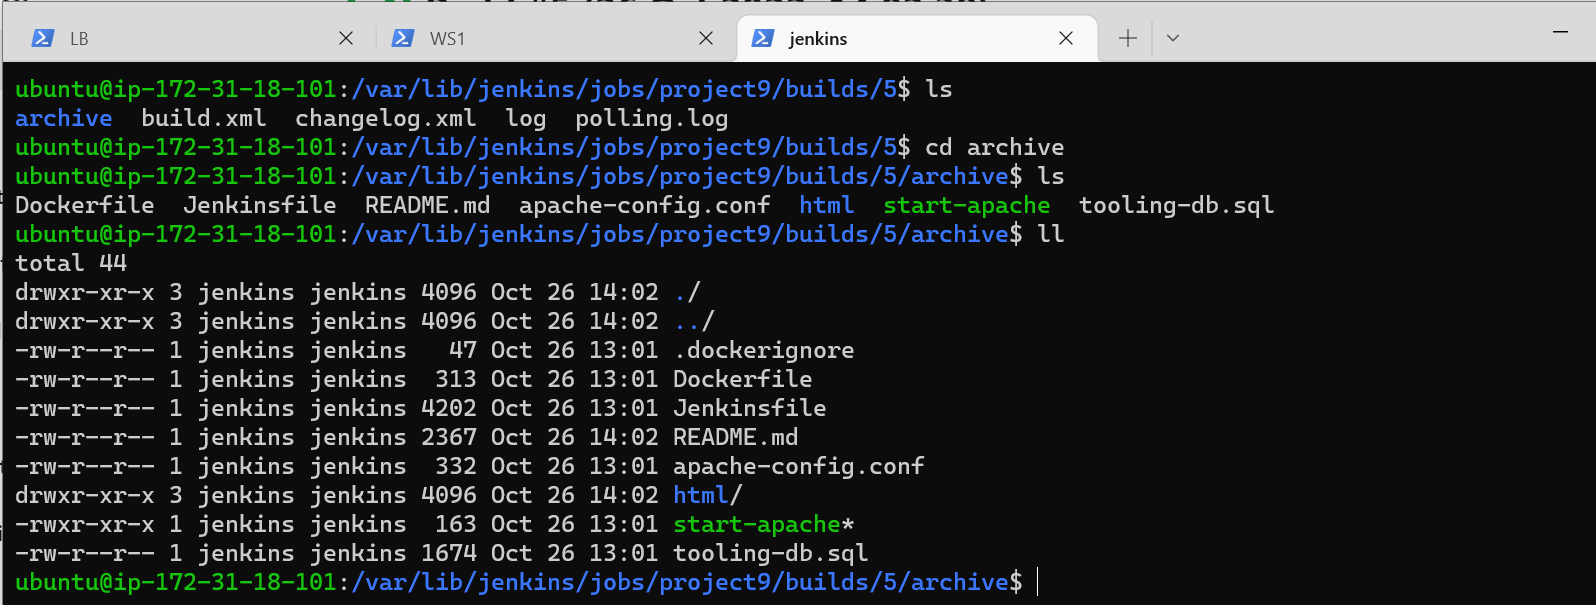 LB WS1 jenkins
ubuntu@ip-172-31-18-101:/var/lib/jenkins/jobs/project9/builds/5$ ls
archive  build.xml  changelog.xml  log  polling.log
ubuntu@ip-172-31-18-101:/var/lib/jenkins/jobs/project9/builds/5$ cd archive
ubuntu@ip-172-31-18-101:/var/lib/jenkins/jobs/project9/builds/5/archive$ ls
Dockerfile  Jenkinsfile  README.md  apache-config.conf  html  start-apache  tooling-db.sql
ubuntu@ip-172-31-18-101:/var/lib/jenkins/jobs/project9/builds/5/archive$ ll
total 44
drwxr-xr-x 3 jenkins jenkins 4096 Oct 26 14:02 ./
drwxr-xr-x 3 jenkins jenkins 4096 Oct 26 14:02 ../
-rw-r--r-- 1 jenkins jenkins   47 Oct 26 13:01 .dockerignore
-rw-r--r-- 1 jenkins jenkins  313 Oct 26 13:01 Dockerfile
-rw-r--r-- 1 jenkins jenkins 4202 Oct 26 13:01 Jenkinsfile
-rw-r--r-- 1 jenkins jenkins 2367 Oct 26 14:02 README.md
-rw-r--r-- 1 jenkins jenkins  332 Oct 26 13:01 apache-config.conf
drwxr-xr-x 3 jenkins jenkins 4096 Oct 26 14:02 html/
-rwxr-xr-x 1 jenkins jenkins  163 Oct 26 13:01 start-apache*
-rw-r--r-- 1 jenkins jenkins 1674 Oct 26 13:01 tooling-db.sql
ubuntu@ip-172-31-18-101:/var/lib/jenkins/jobs/project9/builds/5/archive$